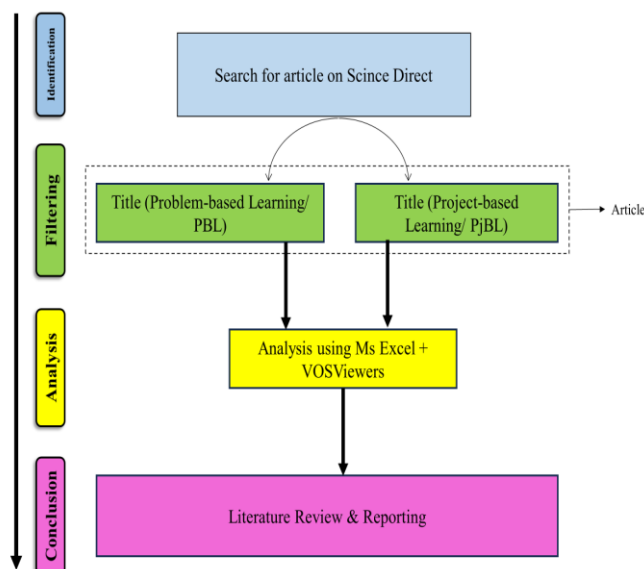 Identification
Search for article on Scince Direct
Filtering
Title (Problem-based Learning/
PBL)
Title (Project-based
Learning/ PjBL)
Article
Analysis
Analysis using Ms Excel +
VOSViewers
Conclusion
Literature Review & Reporting